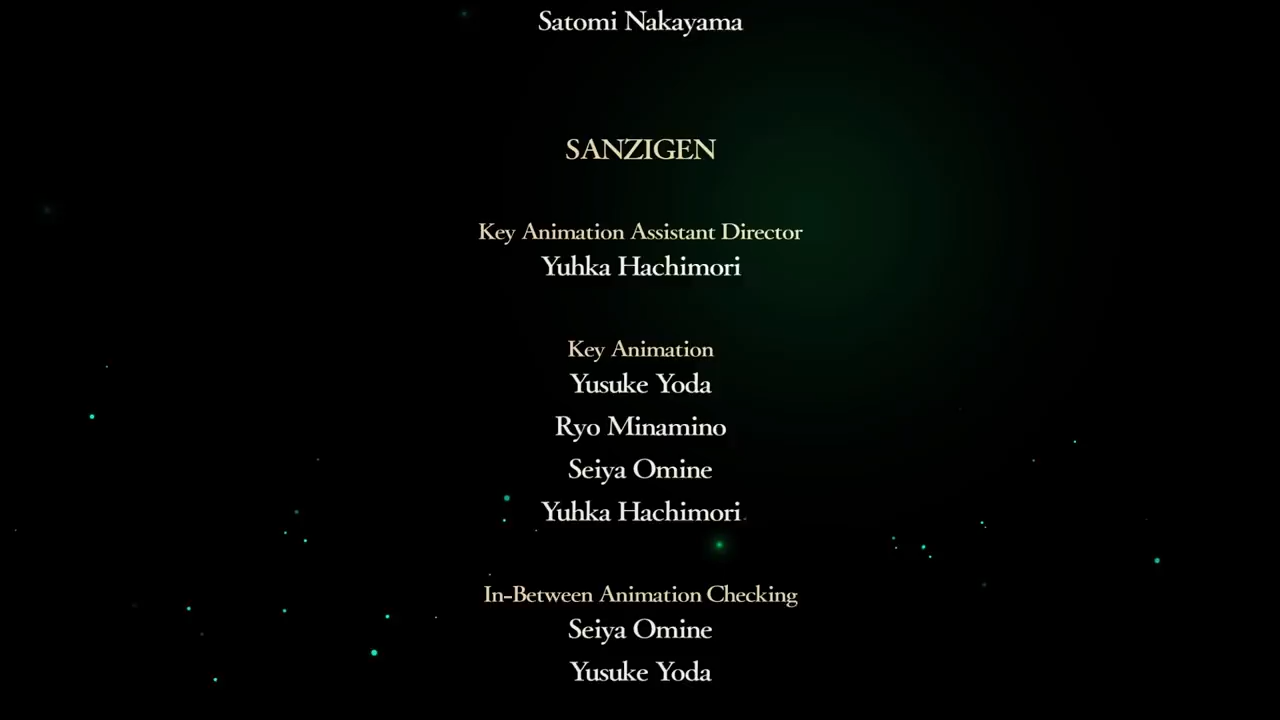 Satomi Nakayama
SANZIGEN
Key Animation Assistant Director
Yuhka Hachimori
Key Animation
Yusuke Yoda
Ryo Minamino
Seiya Omine
Yuhka Hachimori
In-Between Animation Checking
Seiya Omine
Yusuke Yoda